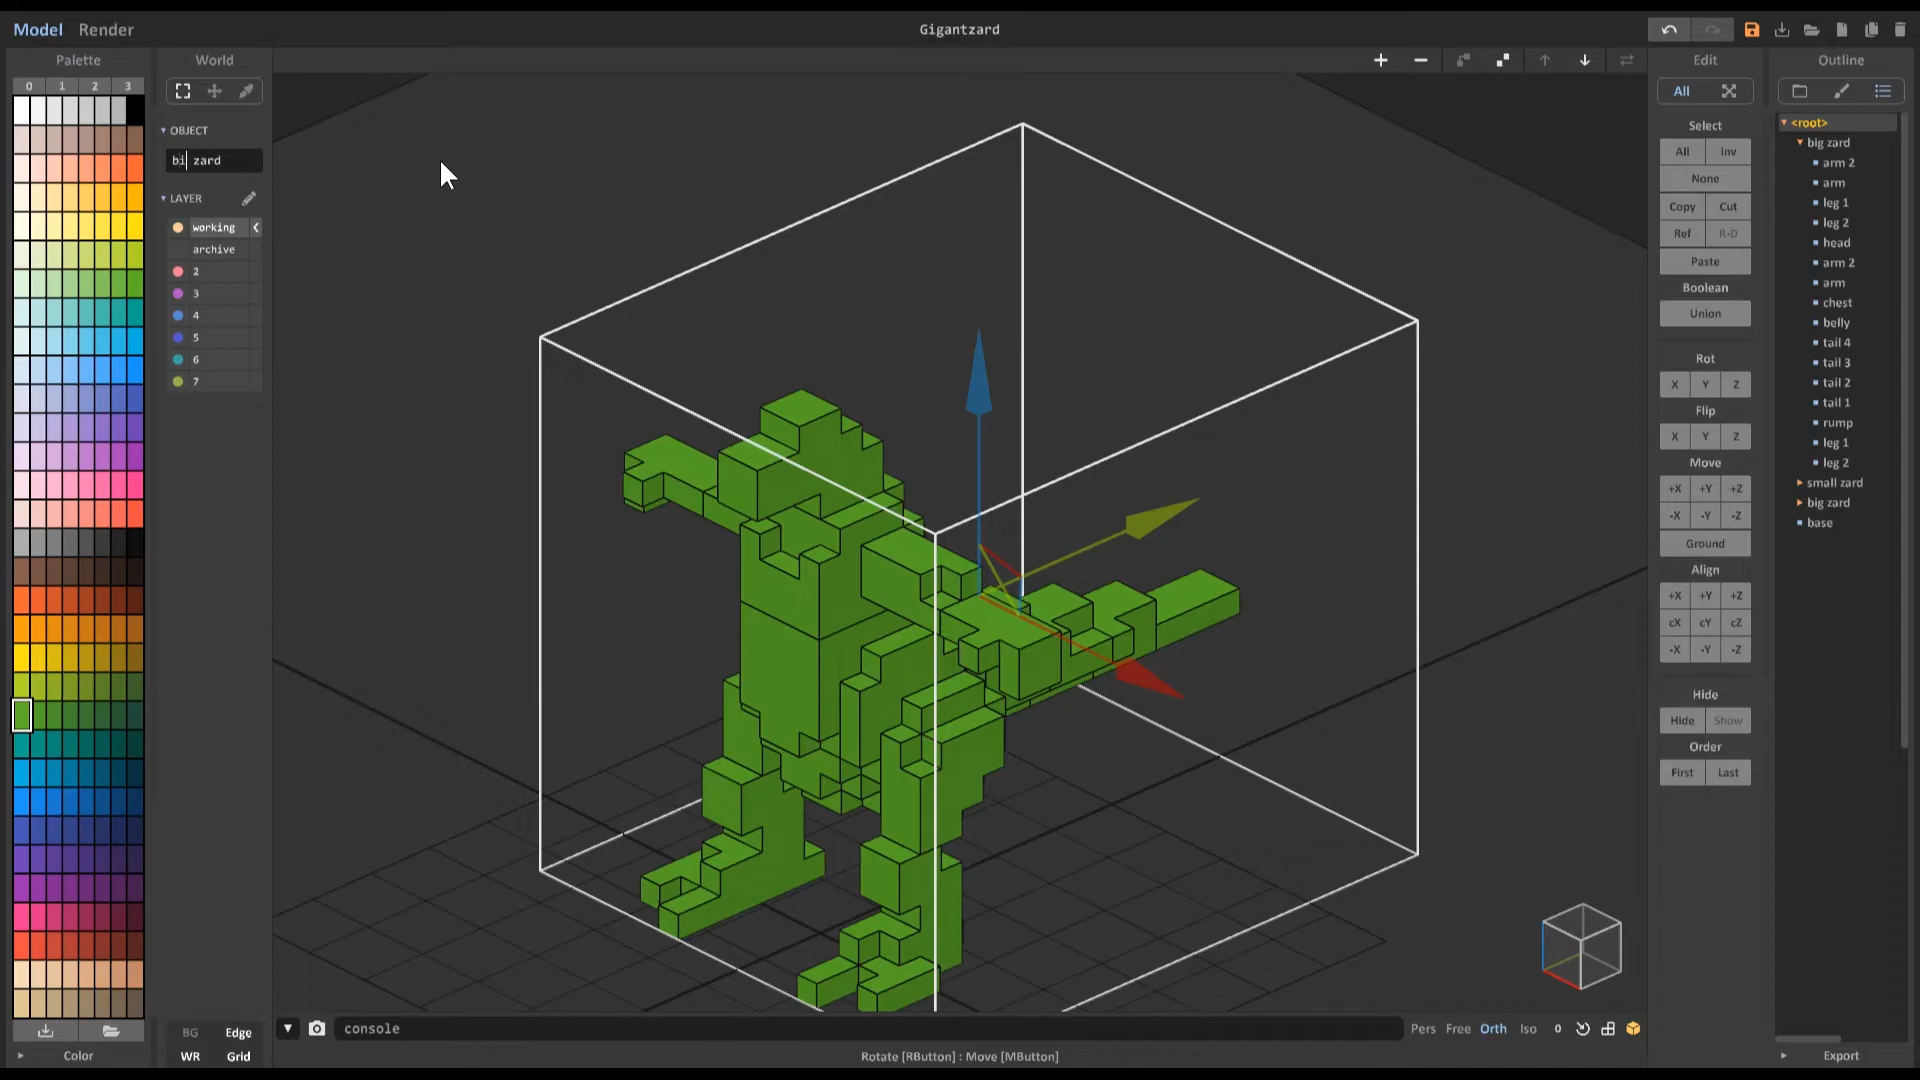 Model Render
Gigantzard
Palette
World
Edit
Outline
0 1 2 3
All
OBJECT
bi zard
LAYER
working
archive
2
3
4
5
6
7
Select
All Inv
None
Copy Cut
Ref R-D
Paste
Boolean
Union
Rot
X Y Z
Flip
X Y Z
Move
+X +Y +Z
-X -Y -Z
Ground
Align
+X +Y +Z
cX cY cZ
-X -Y -Z
Hide
Hide Show
Order
First Last
<root>
big zard
arm 2
arm
leg 1
leg 2
head
arm 2
arm
chest
belly
tail 4
tail 3
tail 2
tail 1
rump
leg 1
leg 2
small zard
big zard
base
BG Edge
WR Grid
Color
console
Pers Free Orth Iso 0
Rotate [RButton] : Move [MButton]
Export